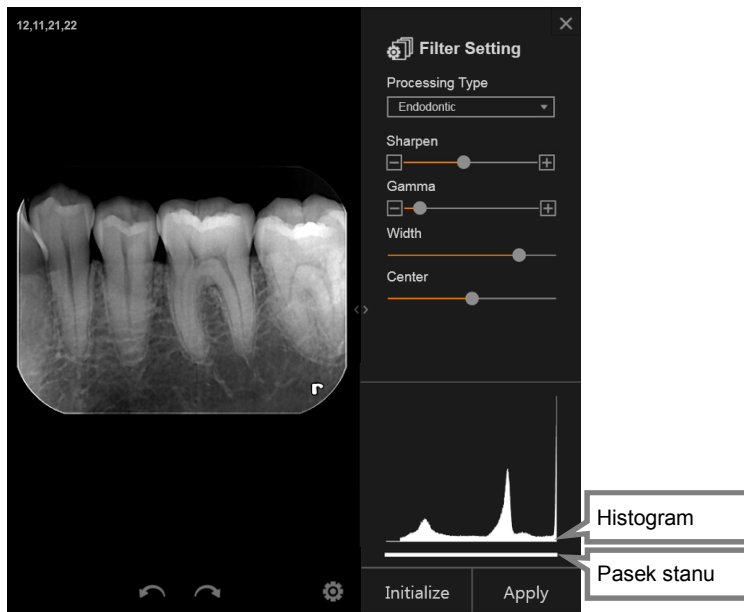 12,11,21,22
Filter Setting
Processing Type
Endodontic
Sharpen
Gamma
Width
Center
Histogram
Pasek stanu
Initialize
Apply